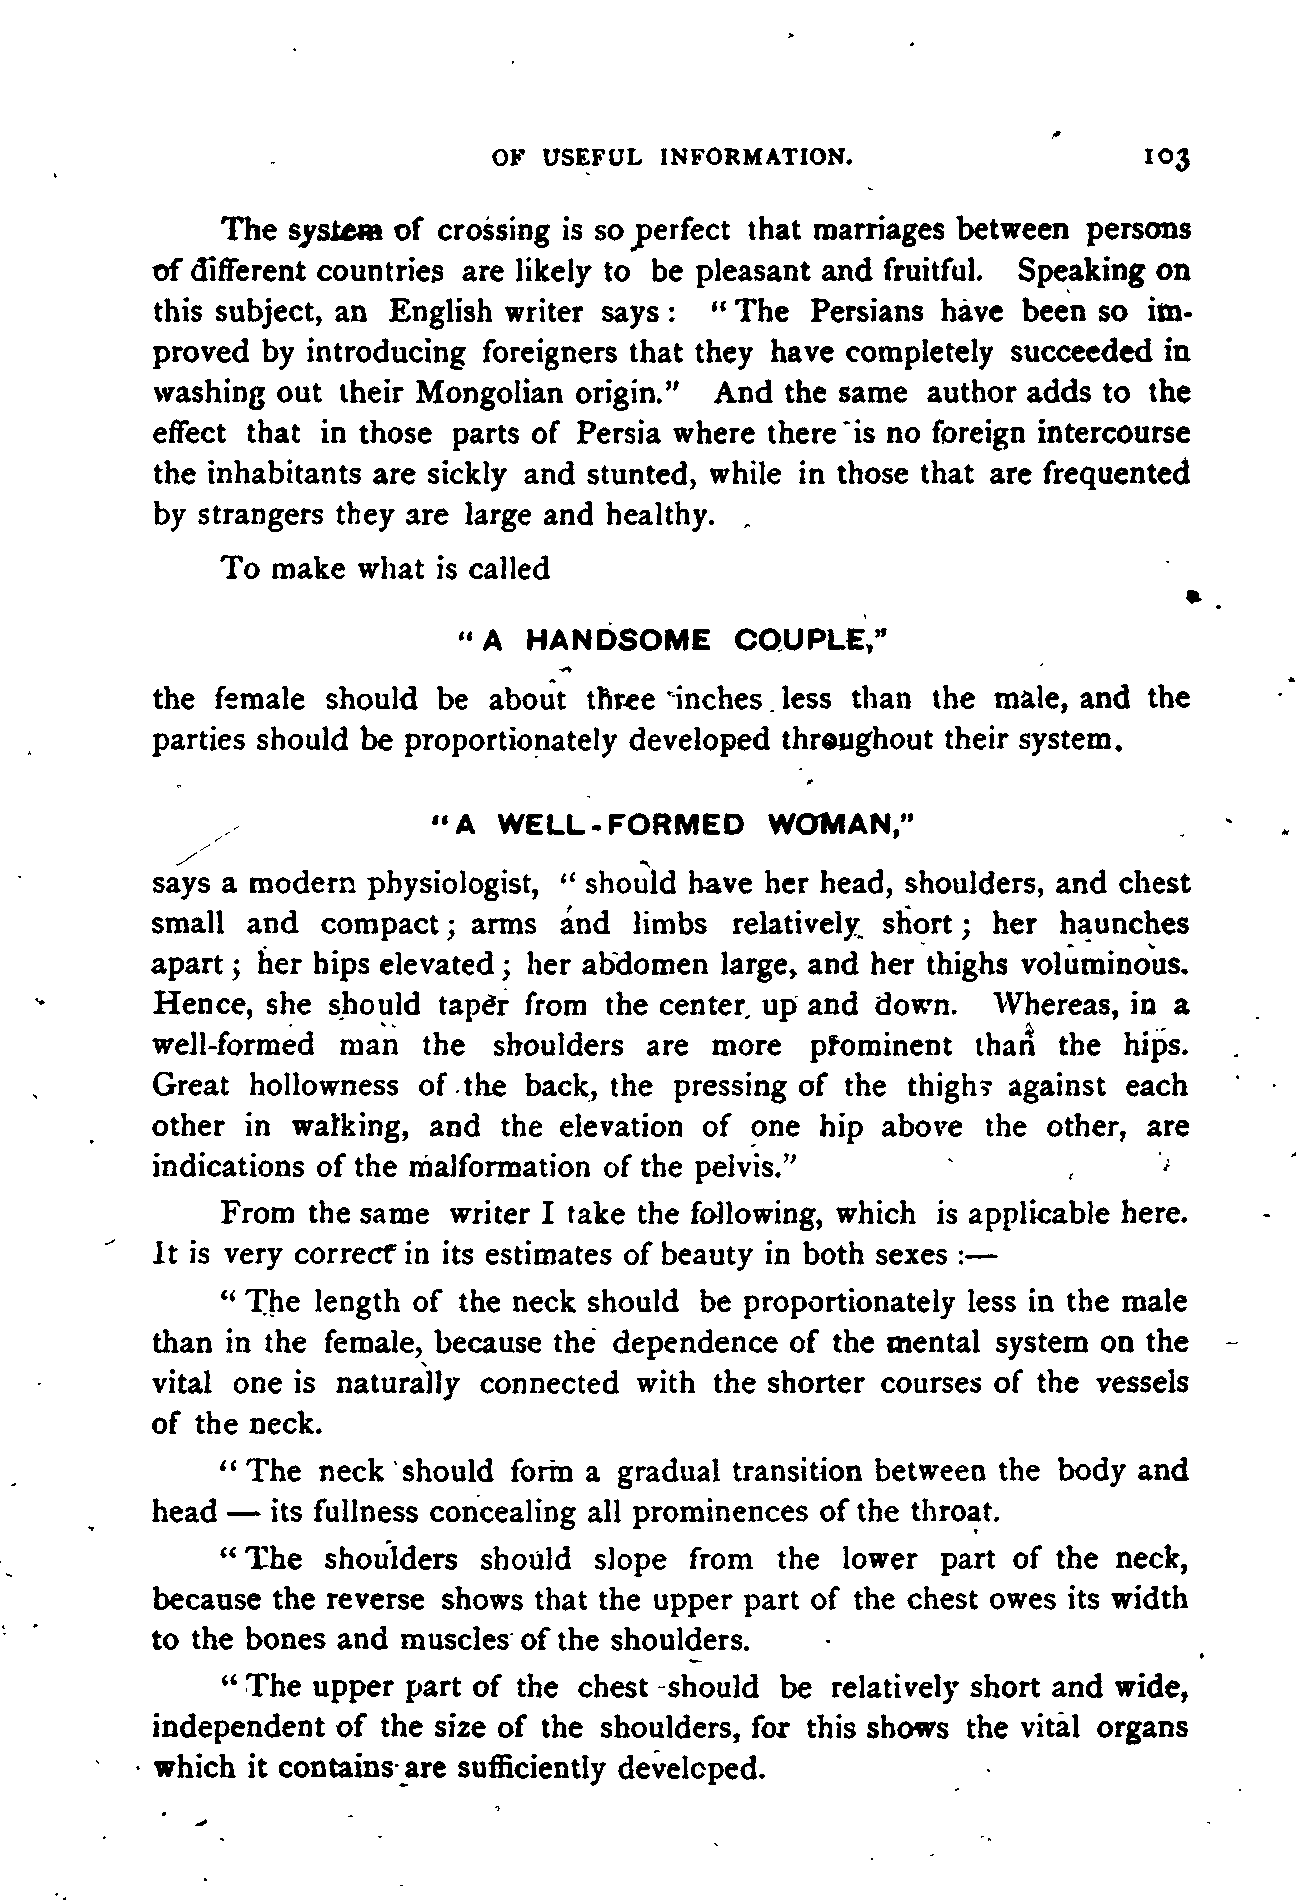 OF USEFUL INFORMATION. 103
The system of crossing is so perfect that marriages between persons
of different countries are likely to be pleasant and fruitful. Speaking on
this subject, an English writer says: "The Persians have been so im-
proved by introducing foreigners that they have completely succeeded in
washing out their Mongolian origin." And the same author adds to the
effect that in those parts of Persia where there is no foreign intercourse
the inhabitants are sickly and stunted, while in those that are frequented
by strangers they are large and healthy.
To make what is called
"A HANDSOME COUPLE,"
the female should be about three inches less than the male, and the
parties should be proportionately developed throughout their system.
"A WELL-FORMED WOMAN,"
says a modern physiologist, "should have her head, shoulders, and chest
small and compact; arms and limbs relatively short; her haunches
apart; her hips elevated; her abdomen large, and her thighs voluminous.
Hence, she should taper from the center up and down. Whereas, in a
well-formed man the shoulders are more prominent than the hips.
Great hollowness of the back, the pressing of the thighs against each
other in walking, and the elevation of one hip above the other, are
indications of the malformation of the pelvis."
From the same writer I take the following, which is applicable here.
It is very correct in its estimates of beauty in both sexes:—
"The length of the neck should be proportionately less in the male
than in the female, because the dependence of the mental system on the
vital one is naturally connected with the shorter courses of the vessels
of the neck.
"The neck should form a gradual transition between the body and
head — its fullness concealing all prominences of the throat.
"The shoulders should slope from the lower part of the neck,
because the reverse shows that the upper part of the chest owes its width
to the bones and muscles of the shoulders.
"The upper part of the chest should be relatively short and wide,
independent of the size of the shoulders, for this shows the vital organs
which it contains are sufficiently developed.